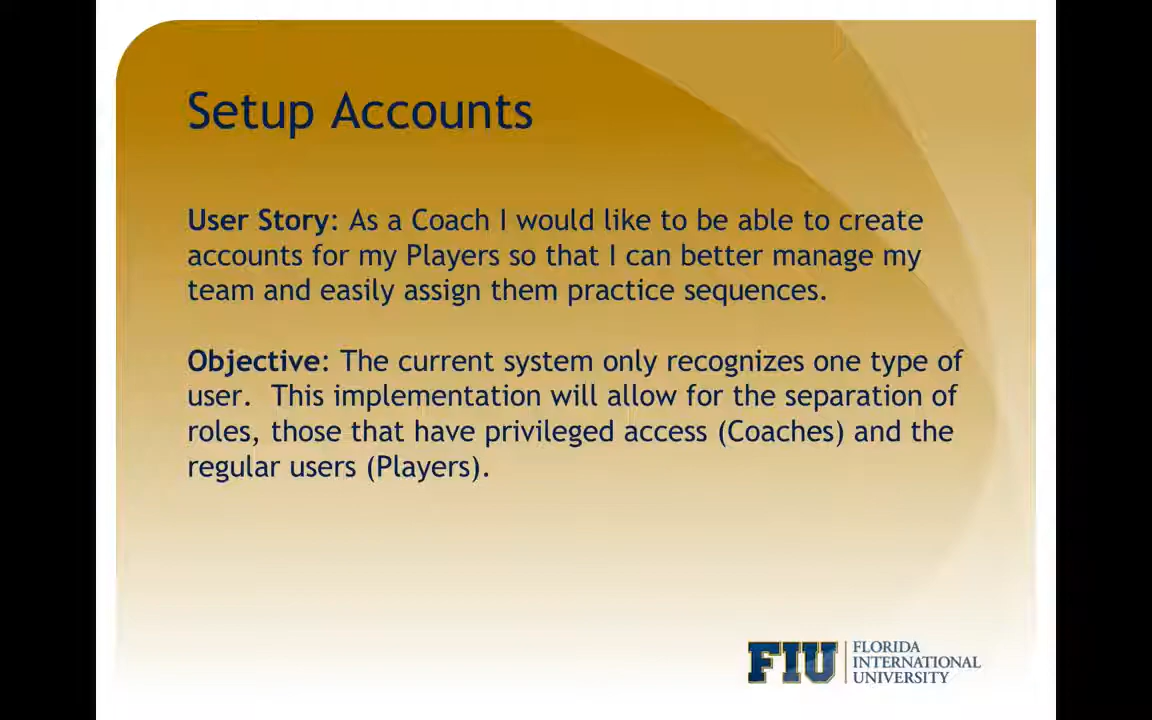 Setup Accounts
User Story: As a Coach I would like to be able to create
accounts for my Players so that I can better manage my
team and easily assign them practice sequences.
Objective: The current system only recognizes one type of
user.  This implementation will allow for the separation of
roles, those that have privileged access (Coaches) and the
regular users (Players).
FIU
FLORIDA
INTERNATIONAL
UNIVERSITY